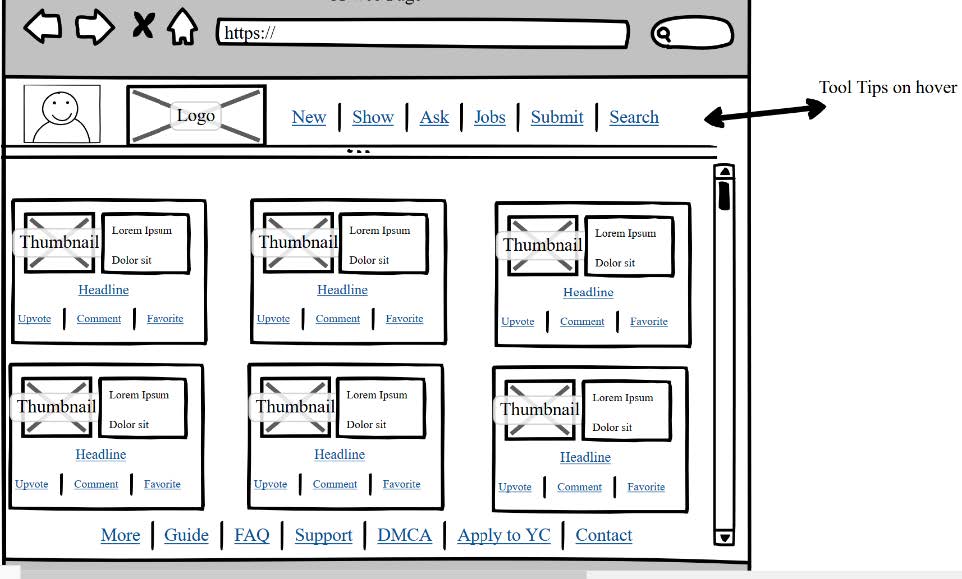 https://
Tool Tips on hover
Logo
New Show Ask Jobs Submit Search
Thumbnail Lorem Ipsum Thumbnail Lorem Ipsum Thumbnail Lorem Ipsum
Dolor sit Dolor sit Dolor sit
Headline Headline Headline
Upvote Comment Favorite Upvote Comment Favorite Upvote Comment Favorite
Thumbnail Lorem Ipsum Thumbnail Lorem Ipsum Thumbnail Lorem Ipsum
Dolor sit Dolor sit Dolor sit
Headline Headline Headline
Upvote Comment Favorite Upvote Comment Favorite Upvote Comment Favorite
More Guide FAQ Support DMCA Apply to YC Contact